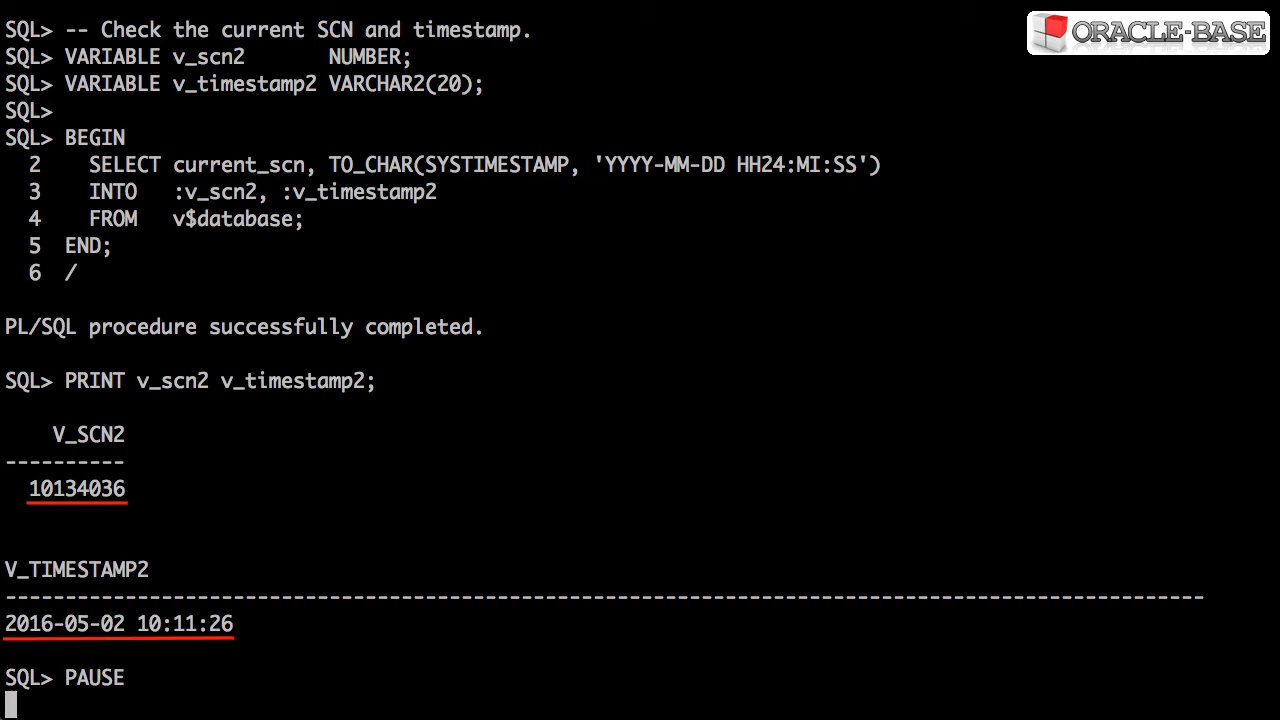 SQL> -- Check the current SCN and timestamp.
ORACLE-BASE
SQL> VARIABLE v_scn2       NUMBER;
SQL> VARIABLE v_timestamp2 VARCHAR2(20);
SQL>
SQL> BEGIN
  2    SELECT current_scn, TO_CHAR(SYSTIMESTAMP, 'YYYY-MM-DD HH24:MI:SS')
  3    INTO   :v_scn2, :v_timestamp2
  4    FROM   v$database;
  5  END;
  6  /
PL/SQL procedure successfully completed.
SQL> PRINT v_scn2 v_timestamp2;
    V_SCN2
----------
  10134036
V_TIMESTAMP2
----------------------------------------------------------------------------------------------------
2016-05-02 10:11:26
SQL> PAUSE